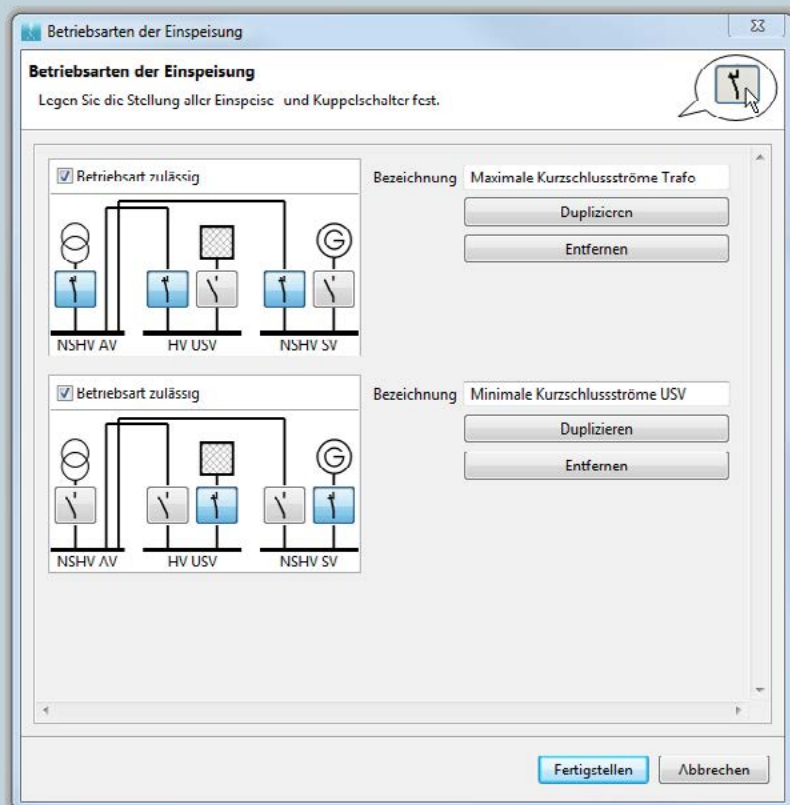 Betriebsarten der Einspeisung
Betriebsarten der Einspeisung
Legen Sie die Stellung aller Einspeise und Kuppelschalter fest.
Betriebsart zulässig
Bezeichnung Maximale Kurzschlussströme Trafo
Duplizieren
Entfernen
G
NSHV AV HV USV NSHV SV
Betriebsart zulässig
Bezeichnung Minimale Kurzschlussströme USV
Duplizieren
Entfernen
G
NSHV AV HV USV NSHV SV
Fertigstellen Abbrechen